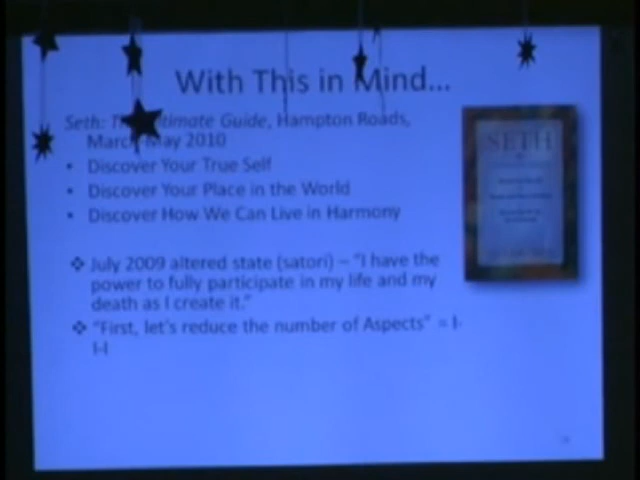 With This in Mind...
Seth: The Ultimate Guide, Hampton Roads,
March-May 2010
• Discover Your True Self
• Discover Your Place in the World
• Discover How We Can Live in Harmony
❖ July 2009 altered state (satori) – "I have the
power to fully participate in my life and my
death as I create it."
❖ "First, let's reduce the number of Aspects" = I-
I-I
SETH